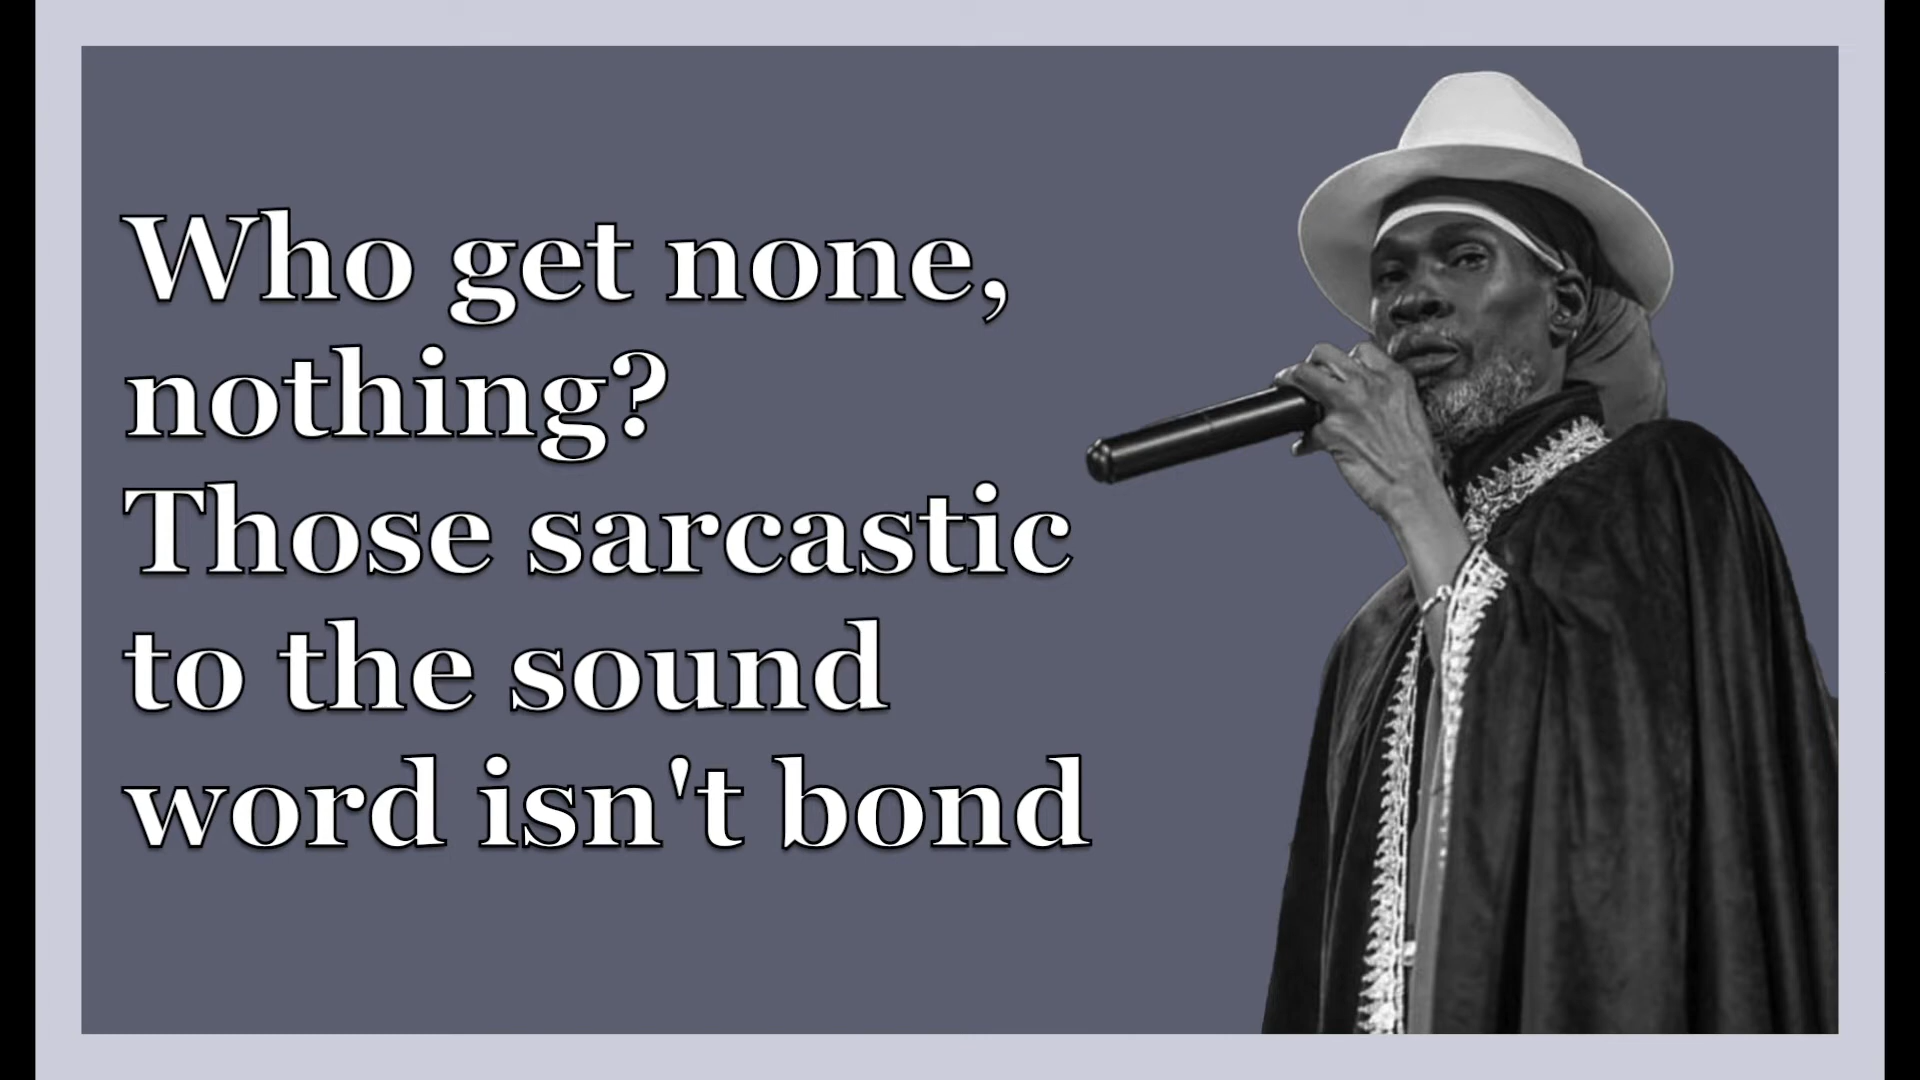 Who get none,
nothing?
Those sarcastic
to the sound
word isn't bond